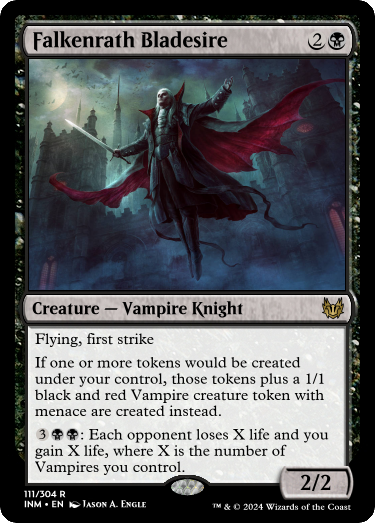 Falkenrath Bladesire 2
Creature — Vampire Knight
Flying, first strike
If one or more tokens would be created
under your control, those tokens plus a 1/1
black and red Vampire creature token with
menace are created instead.
3: Each opponent loses X life and you
gain X life, where X is the number of
Vampires you control.
2/2
111/304 R
INM • EN Jason A. Engle
™ & © 2024 Wizards of the Coast